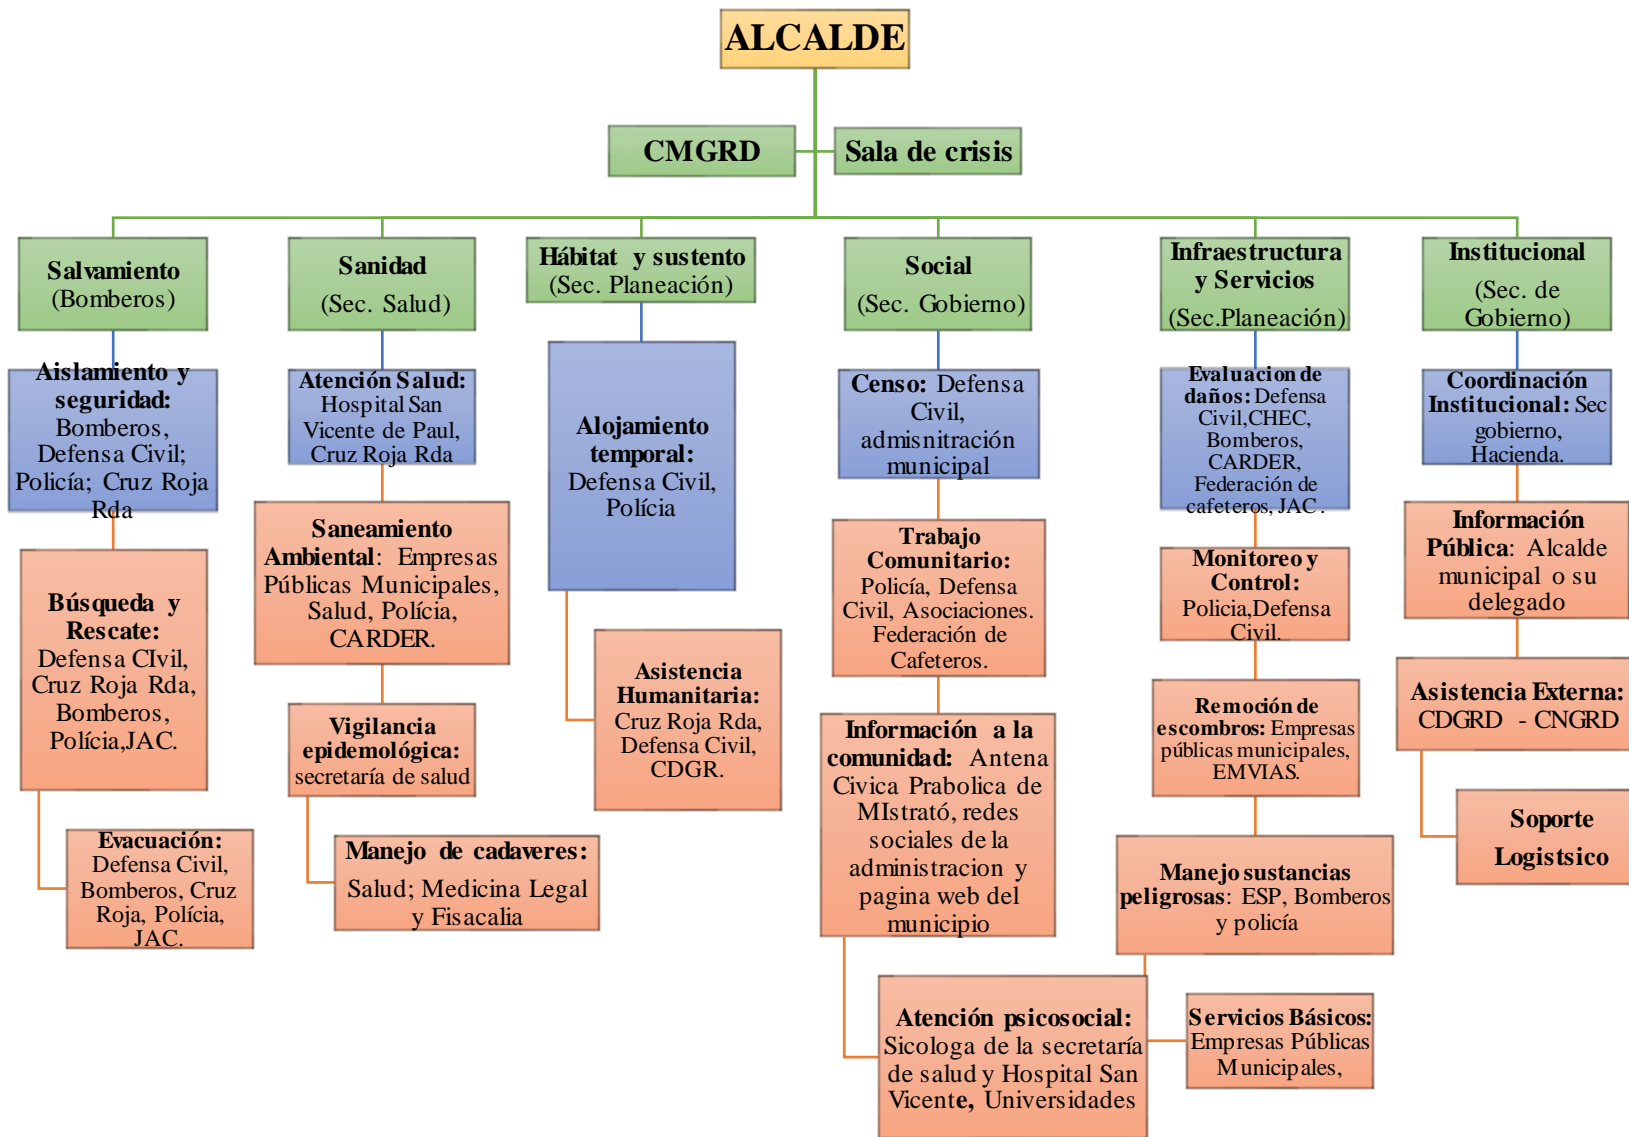 ALCALDE
CMGRD
Sala de crisis
Salvamiento
(Bomberos)
Aislamiento y
seguridad:
Bomberos,
Defensa Civil;
Policía; Cruz Roja
Rda
Búsqueda y
Rescate:
Defensa CIvil,
Cruz Roja Rda,
Bomberos,
Polícia,JAC.
Evacuación:
Defensa Civil,
Bomberos, Cruz
Roja, Polícia,
JAC.
Sanidad
(Sec. Salud)
Atención Salud:
Hospital San
Vicente de Paul,
Cruz Roja Rda
Saneamiento
Ambiental: Empresas
Públicas Municipales,
Salud, Polícia,
CARDER.
Vigilancia
epidemológica:
secretaría de salud
Manejo de cadaveres:
Salud; Medicina Legal
y Fisacalia
Hábitat y sustento
(Sec. Planeación)
Alojamiento
temporal:
Defensa Civil,
Polícia
Asistencia
Humanitaria:
Cruz Roja Rda,
Defensa Civil,
CDGR.
Social
(Sec. Gobierno)
Censo: Defensa
Civil,
admisnitración
municipal
Trabajo
Comunitario:
Policía, Defensa
Civil, Asociaciones.
Federación de
Cafeteros.
Información a la
comunidad: Antena
Civica Prabolica de
MIstrató, redes
sociales de la
administracion y
pagina web del
municipio
Atención psicosocial:
Sicologa de la secretaría
de salud y Hospital San
Vicente, Universidades
Infraestructura
y Servicios
(Sec.Planeación)
Evaluacion de
daños: Defensa
Civil,CHEC,
Bomberos,
CARDER,
Federación de
cafeteros, JAC.
Monitoreo y
Control:
Policia,Defensa
Civil.
Remoción de
escombros: Empresas
públicas municipales,
EMVIAS.
Manejo sustancias
peligrosas: ESP, Bomberos
y policía
Servicios Básicos:
Empresas Públicas
Municipales,
Institucional
(Sec. de
Gobierno)
Coordinación
Institucional: Sec
gobierno,
Hacienda.
Información
Pública: Alcalde
municipal o su
delegado
Asistencia Externa:
CDGRD - CNGRD
Soporte
Logistsico